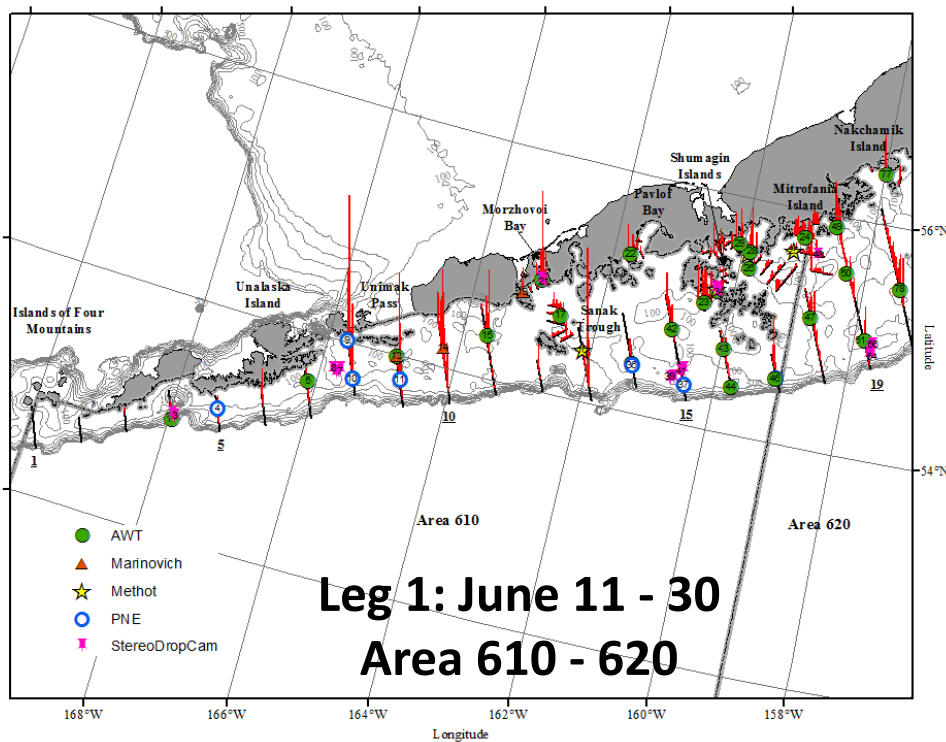 Nakchamik
Island
Shumagin
Islands
Mitrofania
Island
Pavlof
Bay
Morzhovoi
Bay
56°N
Unimak
Pass
Unalaska
Island
Islands of Four
Mountains
Sanak
Trough
1
5
10
15
19
54°N
Area 610
Area 620
AWT
Marinovich
Methot
PNE
StereoDropCam
Leg 1: June 11 - 30
Area 610 - 620
168°W
166°W
164°W
162°W
160°W
158°W
Longitude
Latitude